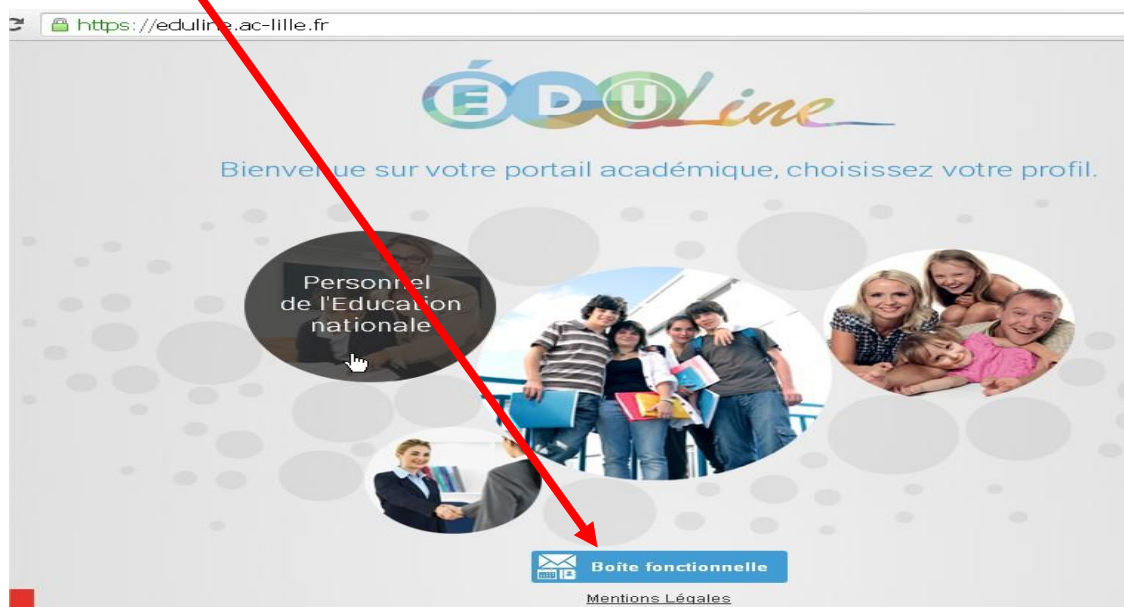 https://eduline.ac-lille.fr
ÉDULine
Bienvenue sur votre portail académique, choisissez votre profil.
Personnel
de l'Education
nationale
Boîte fonctionnelle
Mentions Légales